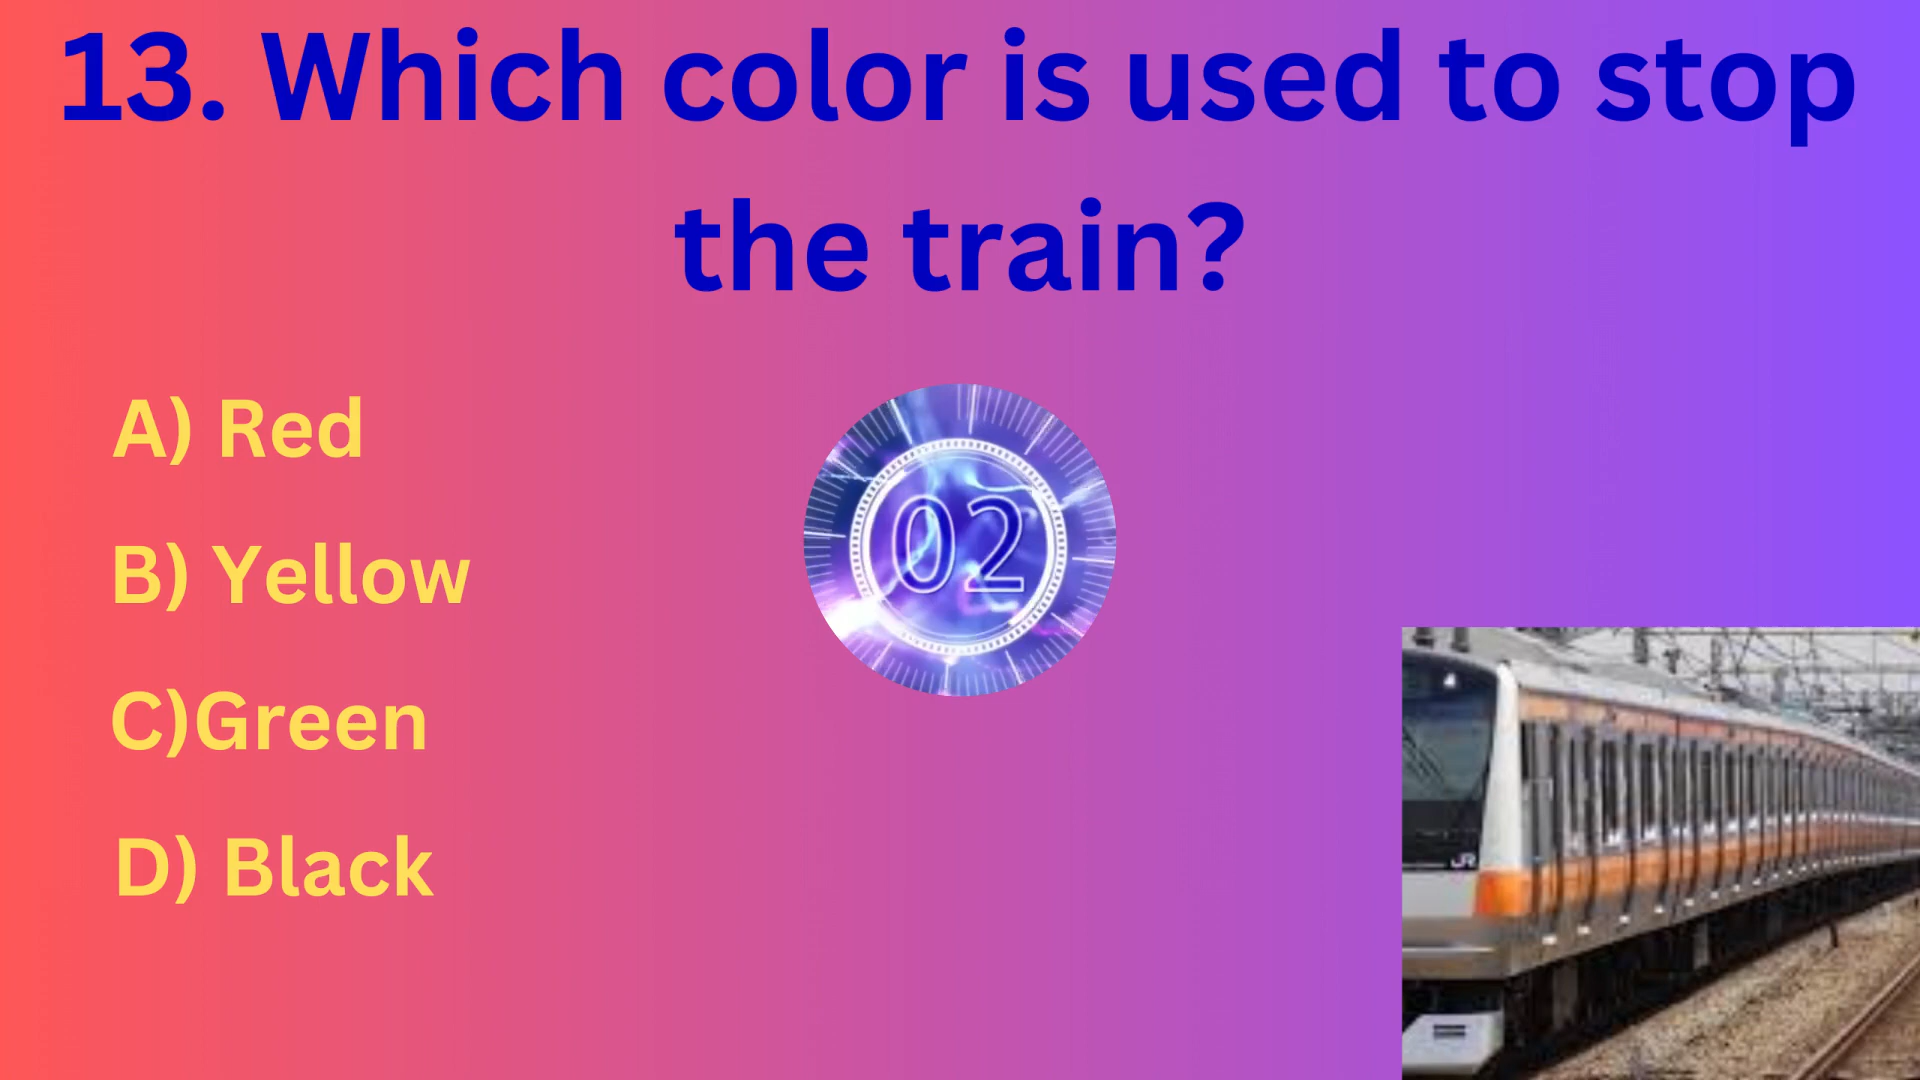 13. Which color is used to stop
the train?
A) Red
B) Yellow
C)Green
D) Black
02
JR